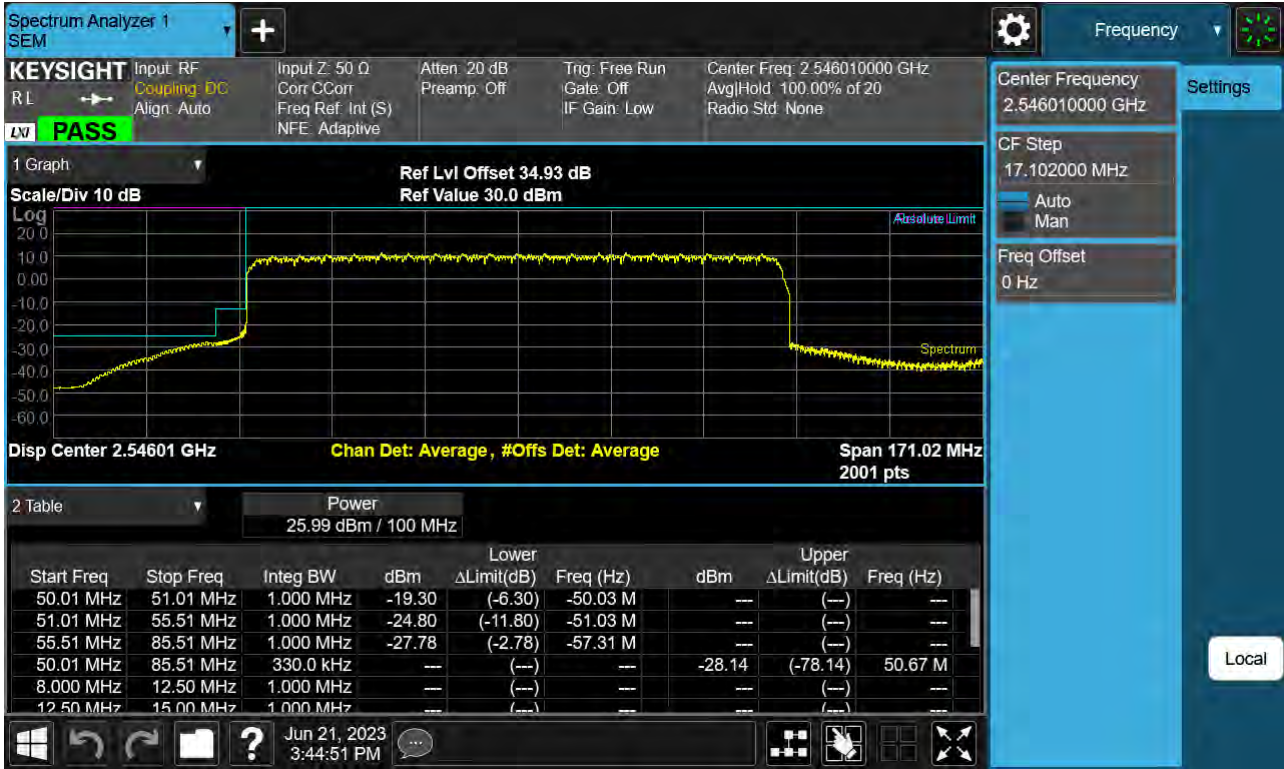 Spectrum Analyzer 1
SEM
Frequency
KEYSIGHT
Input: RF
Coupling: DC
Align: Auto
Input Z: 50 Ω
Corr CCorr
Freq Ref: Int (S)
NFE: Adaptive
Atten: 20 dB
Preamp: Off
Trig: Free Run
Gate: Off
IF Gain: Low
Center Freq: 2.546010000 GHz
Avg|Hold: 100.00% of 20
Radio Std: None
R L
LXI PASS
Center Frequency
2.546010000 GHz
Settings
CF Step
17.102000 MHz
Auto
Man
Freq Offset
0 Hz
Local
1 Graph
Scale/Div 10 dB
Ref Lvl Offset 34.93 dB
Ref Value 30.0 dBm
Log
Absolute Limit
20.0
10.0
0.00
-10.0
-20.0
-30.0
-40.0
-50.0
-60.0
Spectrum
Disp Center 2.54601 GHz
Chan Det: Average, #Offs Det: Average
Span 171.02 MHz
2001 pts
2 Table
Power
25.99 dBm / 100 MHz
Lower Upper
Start Freq Stop Freq Integ BW dBm ΔLimit(dB) Freq (Hz) dBm ΔLimit(dB) Freq (Hz)
50.01 MHz 51.01 MHz 1.000 MHz -19.30 (-6.30) -50.03 M --- (---) ---
51.01 MHz 55.51 MHz 1.000 MHz -24.80 (-11.80) -51.03 M --- (---) ---
55.51 MHz 85.51 MHz 1.000 MHz -27.78 (-2.78) -57.31 M --- (---) ---
50.01 MHz 85.51 MHz 330.0 kHz --- (---) --- -28.14 (-78.14) 50.67 M
8.000 MHz 12.50 MHz 1.000 MHz --- (---) --- --- (---) ---
12.50 MHz 15.00 MHz 1.000 MHz --- (---) --- --- (---) ---
Jun 21, 2023
3:44:51 PM